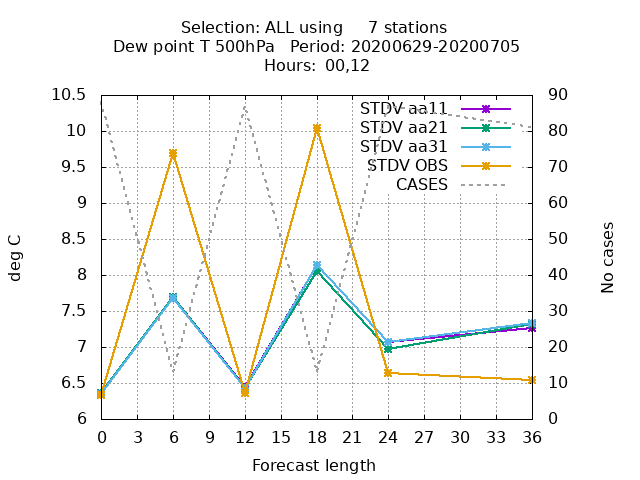 Selection: ALL using 7 stations
Dew point T 500hPa Period: 20200629-20200705
Hours: 00,12
10.5
10
9.5
9
8.5
8
7.5
7
6.5
6
deg C
90
80
70
60
50
40
30
20
10
0
No cases
STDV aa11
STDV aa21
STDV aa31
STDV OBS
CASES
0 3 6 9 12 15 18 21 24 27 30 33 36
Forecast length